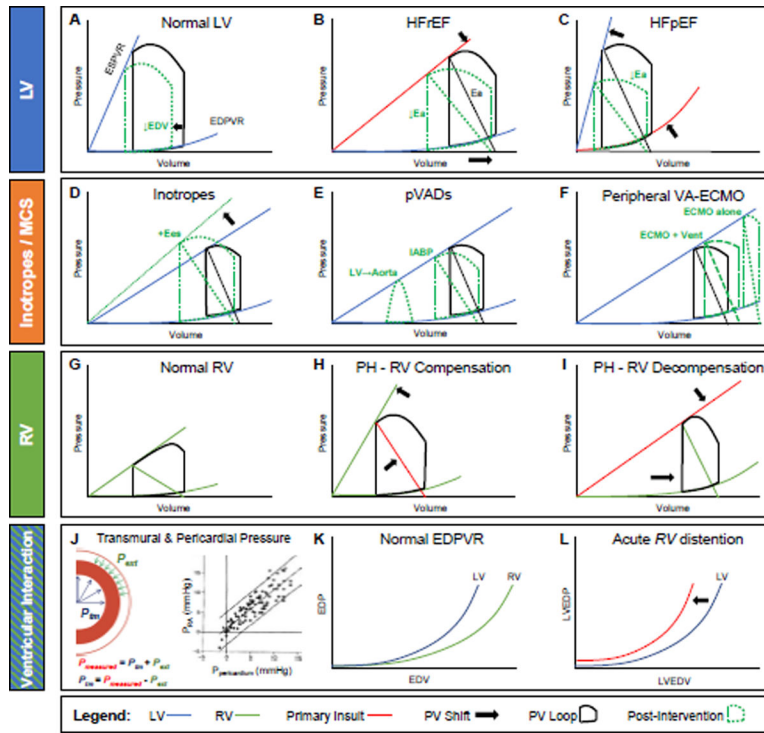 LV
A
Normal LV
Pressure
ESPVR
↓EDV
EDPVR
Volume
B
HFrEF
Pressure
Ea
↓Ea
Volume
C
HFpEF
Pressure
↓Ea
Volume
Inotropes / MCS
D
Inotropes
Pressure
+Ees
Volume
E
pVADs
Pressure
IABP
LV→Aorta
Volume
F
Peripheral VA-ECMO
Pressure
ECMO alone
ECMO + Vent
Volume
RV
G
Normal RV
Pressure
Volume
H
PH - RV Compensation
Pressure
Volume
I
PH - RV Decompensation
Pressure
Volume
Ventricular Interaction
J
Transmural & Pericardial Pressure
Pext
Ptm
Pmeasured = Ptm + Pext
Ptm = Pmeasured - Pext
PRA (mmHg)
Ppericardium (mmHg)
K
Normal EDPVR
LV
RV
EDP
EDV
L
Acute RV distention
LV
LVEDP
LVEDV
Legend: LV RV Primary Insult PV Shift PV Loop Post-Intervention